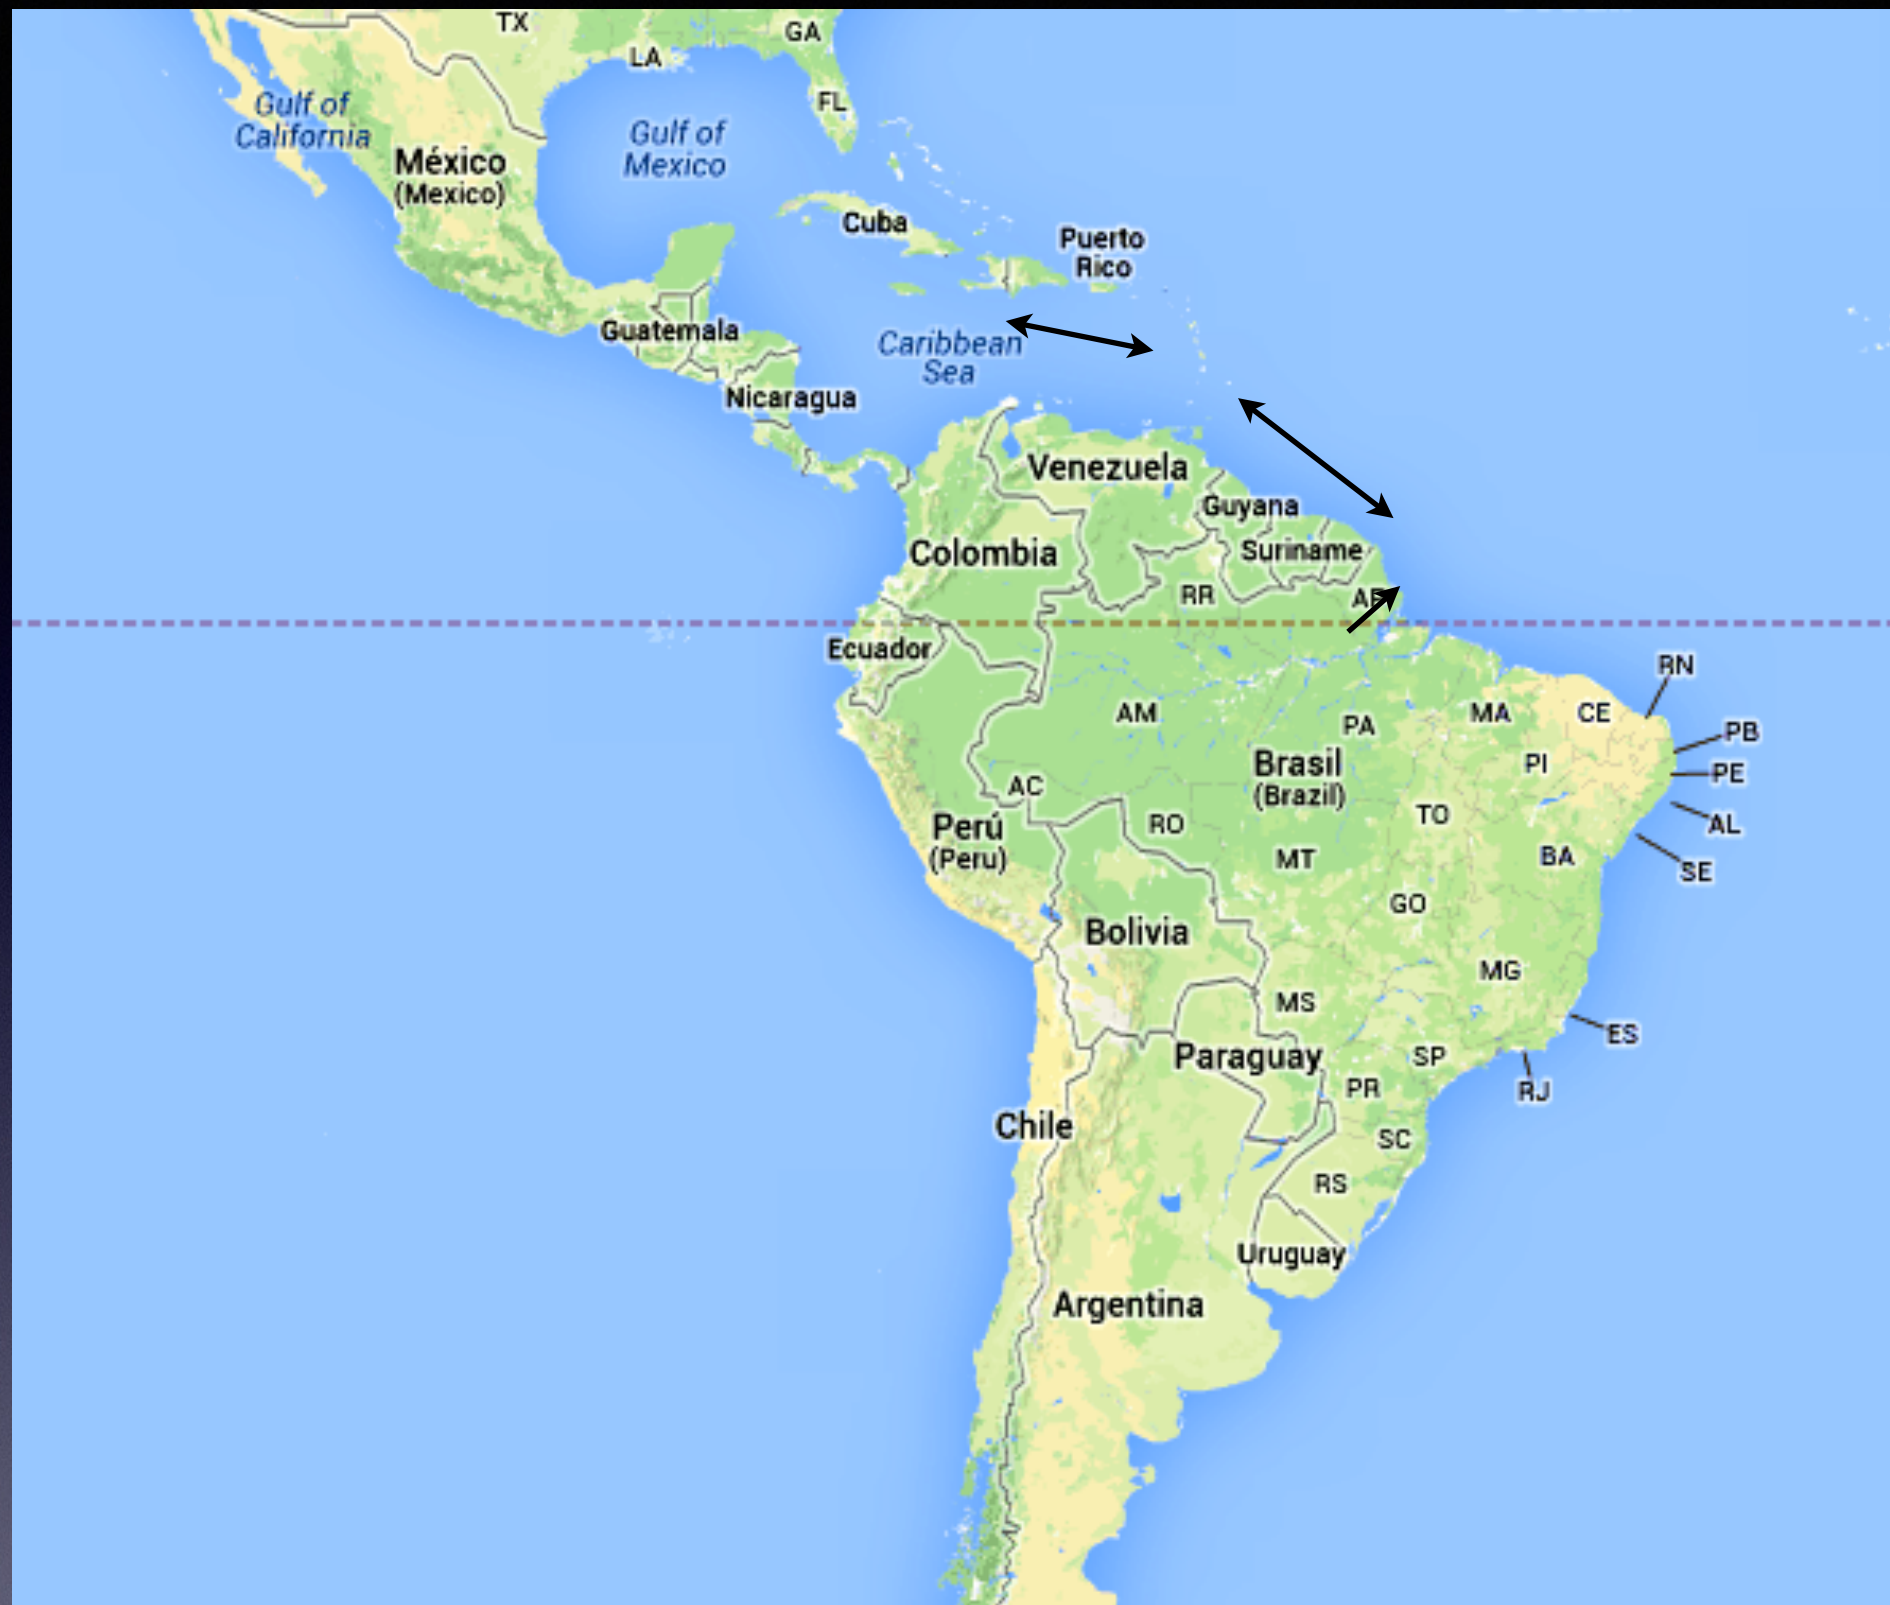 TX
GA
LA
FL
Gulf of
California
Gulf of
Mexico
México
(Mexico)
Cuba
Puerto
Rico
Guatemala
Caribbean
Sea
Nicaragua
Venezuela
Guyana
Colombia
Suriname
RR
Ecuador
RN
AM
PA
MA
CE
PB
Brasil
(Brazil)
PI
PE
AC
TO
AL
Perú
(Peru)
RO
MT
BA
SE
GO
Bolivia
MG
MS
ES
Paraguay
SP
PR
RJ
Chile
SC
RS
Uruguay
Argentina